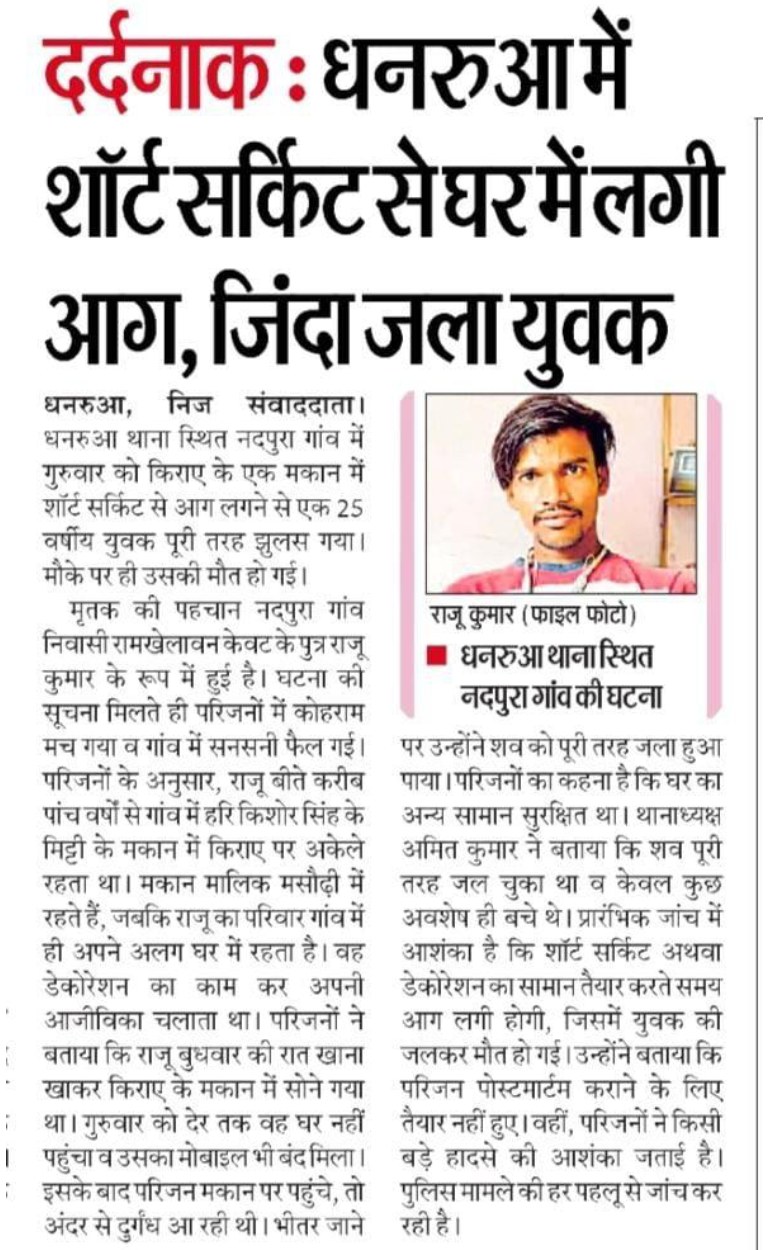 दर्दनाक : धनरुआ में
शॉर्ट सर्किट से घर में लगी
आग, जिंदा जला युवक
धनरुआ, निज संवाददाता।
धनरुआ थाना स्थित नदपुरा गांव में
गुरुवार को किराए के एक मकान में
शॉर्ट सर्किट से आग लगने से एक 25
वर्षीय युवक पूरी तरह झुलस गया।
मौके पर ही उसकी मौत हो गई।
मृतक की पहचान नदपुरा गांव
निवासी रामखेलावन केवट के पुत्र राजू
कुमार के रूप में हुई है। घटना की
सूचना मिलते ही परिजनों में कोहराम
मच गया व गांव में सनसनी फैल गई।
परिजनों के अनुसार, राजू बीते करीब
पांच वर्षों से गांव में हरि किशोर सिंह के
मिट्टी के मकान में किराए पर अकेले
रहता था। मकान मालिक मसौढ़ी में
रहते हैं, जबकि राजू का परिवार गांव में
ही अपने अलग घर में रहता है। वह
डेकोरेशन का काम कर अपनी
आजीविका चलाता था। परिजनों ने
बताया कि राजू बुधवार की रात खाना
खाकर किराए के मकान में सोने गया
था। गुरुवार को देर तक वह घर नहीं
पहुंचा व उसका मोबाइल भी बंद मिला।
इसके बाद परिजन मकान पर पहुंचे, तो
अंदर से दुर्गंध आ रही थी। भीतर जाने
राजू कुमार (फाइल फोटो)
■ धनरुआ थाना स्थित
नदपुरा गांव की घटना
पर उन्होंने शव को पूरी तरह जला हुआ
पाया। परिजनों का कहना है कि घर का
अन्य सामान सुरक्षित था। थानाध्यक्ष
अमित कुमार ने बताया कि शव पूरी
तरह जल चुका था व केवल कुछ
अवशेष ही बचे थे। प्रारंभिक जांच में
आशंका है कि शॉर्ट सर्किट अथवा
डेकोरेशन का सामान तैयार करते समय
आग लगी होगी, जिसमें युवक की
जलकर मौत हो गई। उन्होंने बताया कि
परिजन पोस्टमार्टम कराने के लिए
तैयार नहीं हुए। वहीं, परिजनों ने किसी
बड़े हादसे की आशंका जताई है।
पुलिस मामले की हर पहलू से जांच कर
रही है।